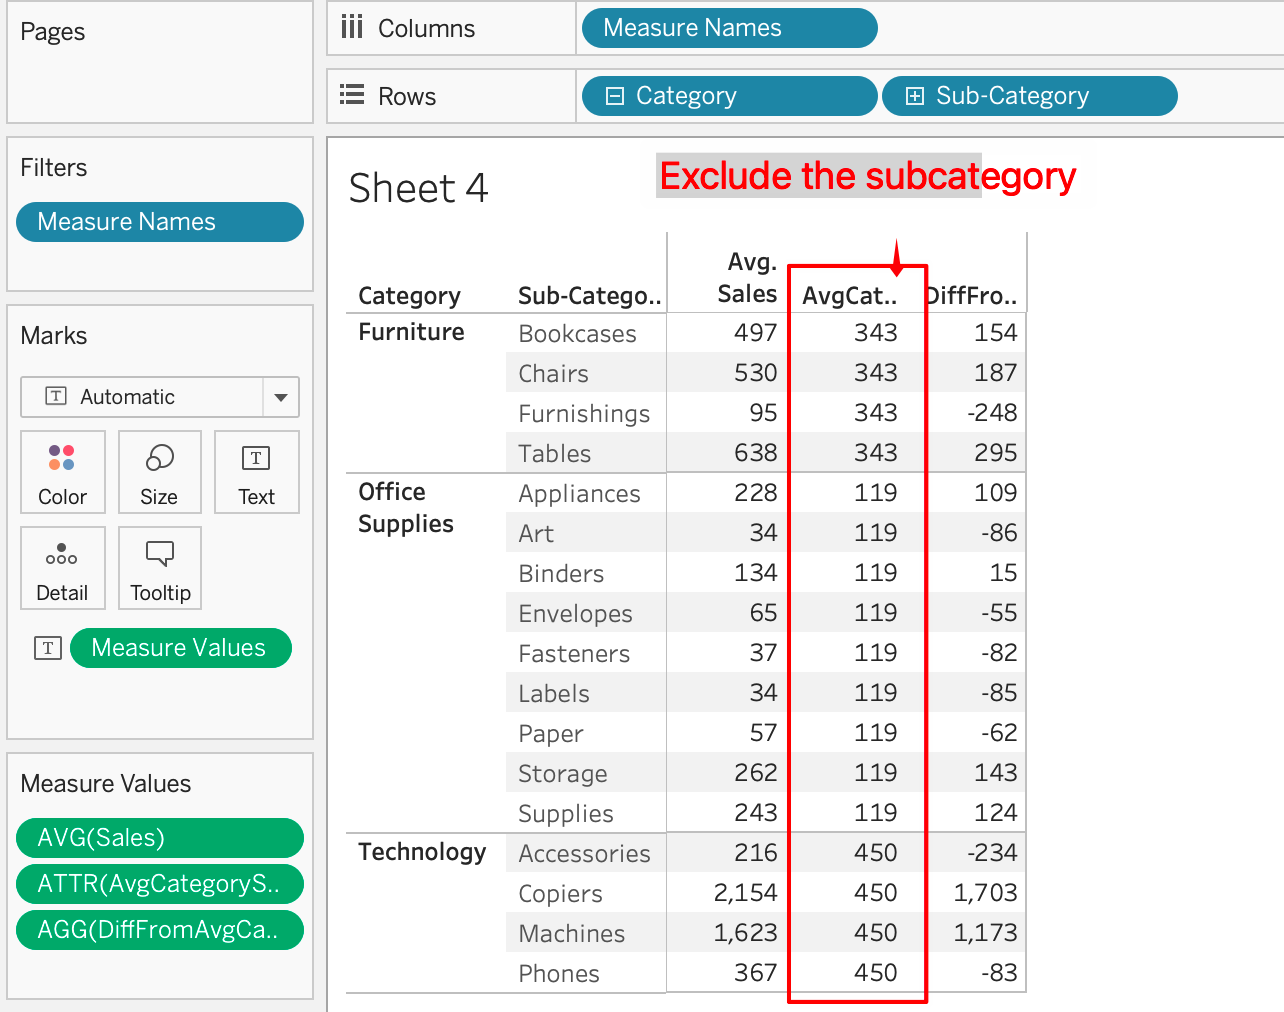 Pages
Columns
Measure Names
Rows
Category
Sub-Category
Filters
Measure Names
Marks
Automatic
Color
Size
Text
Detail
Tooltip
Measure Values
Measure Values
AVG(Sales)
ATTR(AvgCategoryS..
AGG(DiffFromAvgCa..
Sheet 4
Exclude the subcategory
Category Sub-Catego.. Avg. Sales AvgCat.. DiffFro..
Furniture Bookcases 497 343 154
Chairs 530 343 187
Furnishings 95 343 -248
Tables 638 343 295
Office Supplies Appliances 228 119 109
Art 34 119 -86
Binders 134 119 15
Envelopes 65 119 -55
Fasteners 37 119 -82
Labels 34 119 -85
Paper 57 119 -62
Storage 262 119 143
Supplies 243 119 124
Technology Accessories 216 450 -234
Copiers 2,154 450 1,703
Machines 1,623 450 1,173
Phones 367 450 -83